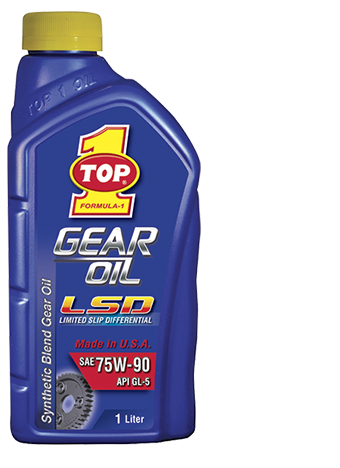 TOP 1 OIL
1
TOP
®
FORMULA-1
GEAR
OIL
LSD
LIMITED SLIP DIFFERENTIAL
Made in U.S.A.
SAE 75W-90
API GL-5
Synthetic Blend Gear Oil
1 Liter